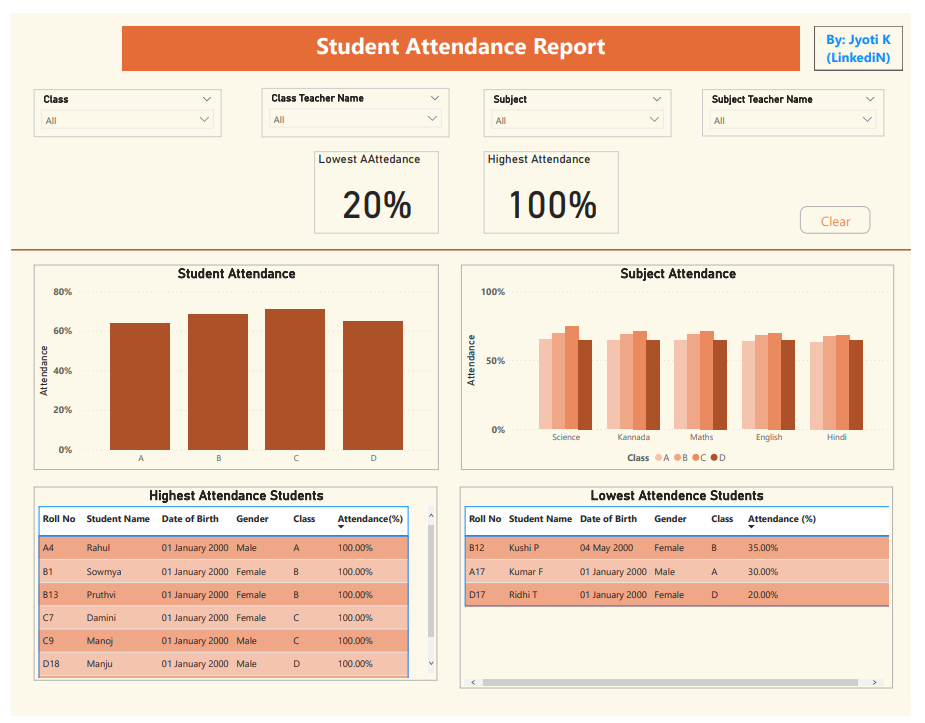 Student Attendance Report
By: Jyoti K
(LinkediN)
Class
All
Class Teacher Name
All
Subject
All
Subject Teacher Name
All
Lowest AAttedance
20%
Highest Attendance
100%
Clear
Student Attendance
Attendance
80%
60%
40%
20%
0%
A B C D
Subject Attendance
Attendance
100%
50%
0%
Science Kannada Maths English Hindi
Class A B C D
Highest Attendance Students
Roll No Student Name Date of Birth Gender Class Attendance(%)
A4 Rahul 01 January 2000 Male A 100.00%
B1 Sowmya 01 January 2000 Female B 100.00%
B13 Pruthvi 01 January 2000 Female B 100.00%
C7 Damini 01 January 2000 Female C 100.00%
C9 Manoj 01 January 2000 Male C 100.00%
D18 Manju 01 January 2000 Male D 100.00%
Lowest Attendence Students
Roll No Student Name Date of Birth Gender Class Attendance (%)
B12 Kushi P 04 May 2000 Female B 35.00%
A17 Kumar F 01 January 2000 Male A 30.00%
D17 Ridhi T 01 January 2000 Female D 20.00%